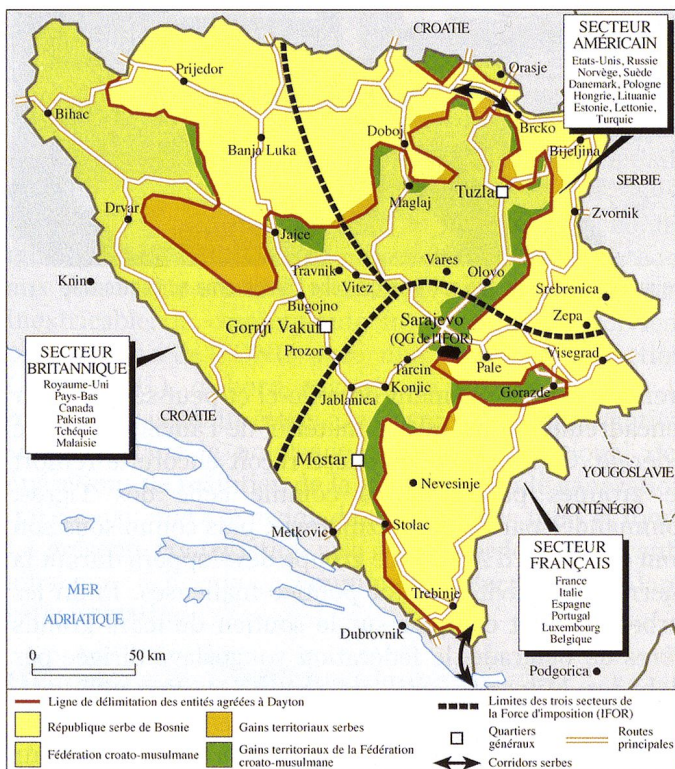 CROATIE
SECTEUR
AMÉRICAIN
Etats-Unis, Russie
Norvège, Suède
Danemark, Pologne
Hongrie, Lituanie
Estonie, Lettonie,
Turquie
Orasje
Prijedor
Bihac
Brcko
Doboj
Banja Luka
Bijeljina
SERBIE
Maglaj
Tuzla
Drvar
Zvornik
Jajce
Vares
Travnik
Olovo
Knin
Vitez
Srebrenica
Bugojno
Sarajevo
Zepa
Gornji Vakuf
(QG de l'IFOR)
Visegrad
Prozor
Pale
SECTEUR
BRITANNIQUE
Royaume-Uni
Pays-Bas
Canada
Pakistan
Tchéquie
Malaisie
Tarcin
Gorazde
Jablanica
Konjic
CROATIE
Mostar
YOUGOSLAVIE
Nevesinje
MONTÉNÉGRO
Metkovic
Stolac
SECTEUR
FRANÇAIS
France
Italie
Espagne
Portugal
Luxembourg
Belgique
MER
ADRIATIQUE
Trebinje
Dubrovnik
0 50 km
Podgorica
Ligne de délimitation des entités agréées à Dayton
République serbe de Bosnie
Gains territoriaux serbes
Fédération croato-musulmane
Gains territoriaux de la Fédération
croato-musulmane
Limites des trois secteurs de
la Force d'imposition (IFOR)
Quartiers
généraux
Routes
principales
Corridors serbes